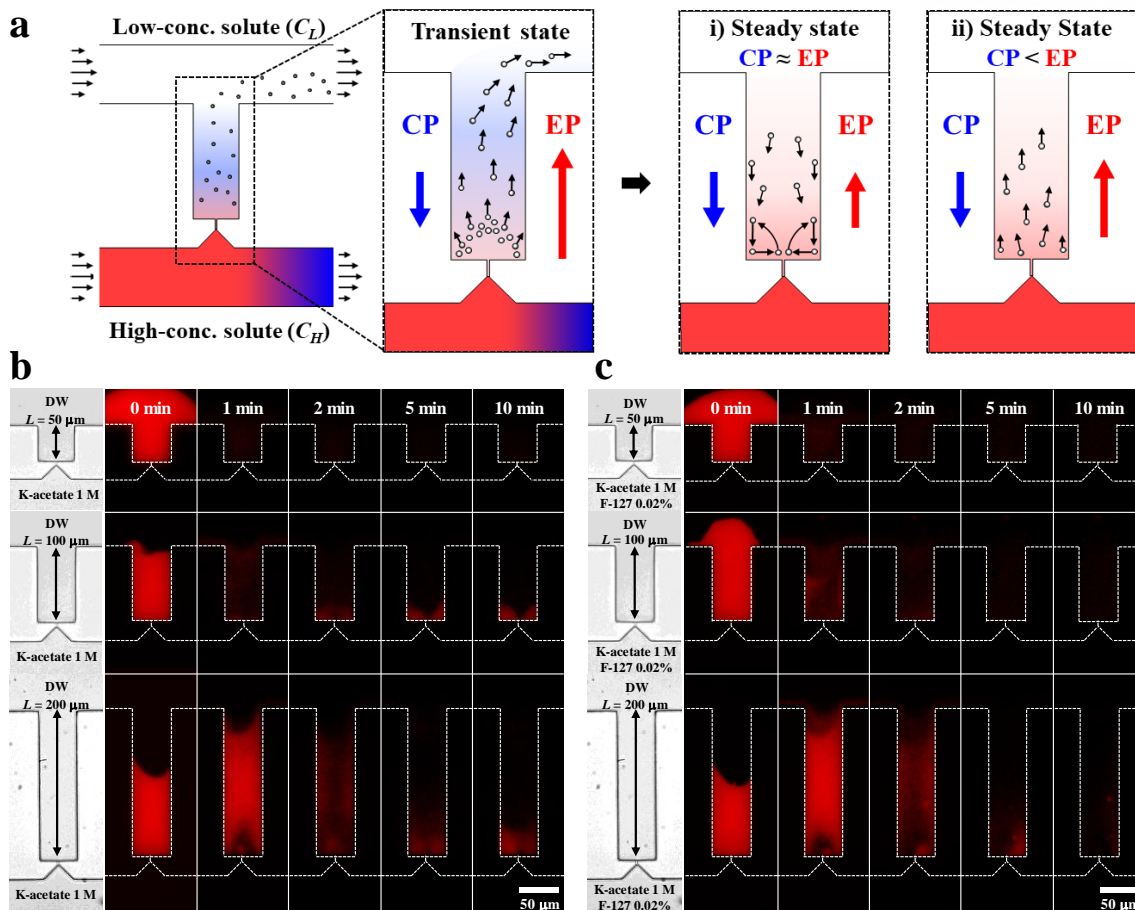 a
Low-conc. solute (C_L)
High-conc. solute (C_H)
Transient state
CP
EP
i) Steady state
CP ≈ EP
CP
EP
ii) Steady State
CP < EP
CP
EP
b
DW
L = 50 μm
K-acetate 1 M
0 min
1 min
2 min
5 min
10 min
DW
L = 100 μm
K-acetate 1 M
DW
L = 200 μm
K-acetate 1 M
50 μm
c
DW
L = 50 μm
K-acetate 1 M
F-127 0.02%
0 min
1 min
2 min
5 min
10 min
DW
L = 100 μm
K-acetate 1 M
F-127 0.02%
DW
L = 200 μm
K-acetate 1 M
F-127 0.02%
50 μm